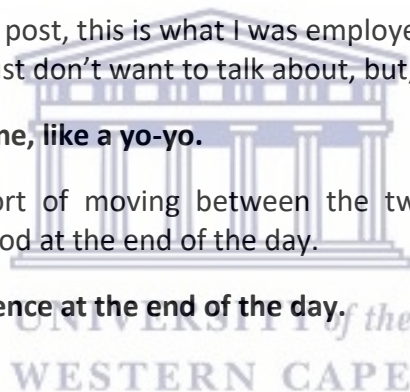 post, this is what I was employe
ust don't want to talk about, but,
ne, like a yo-yo.
ort of moving between the tw
od at the end of the day.
ence at the end of the day.
UNIVERSITY of the
WESTERN CAPE